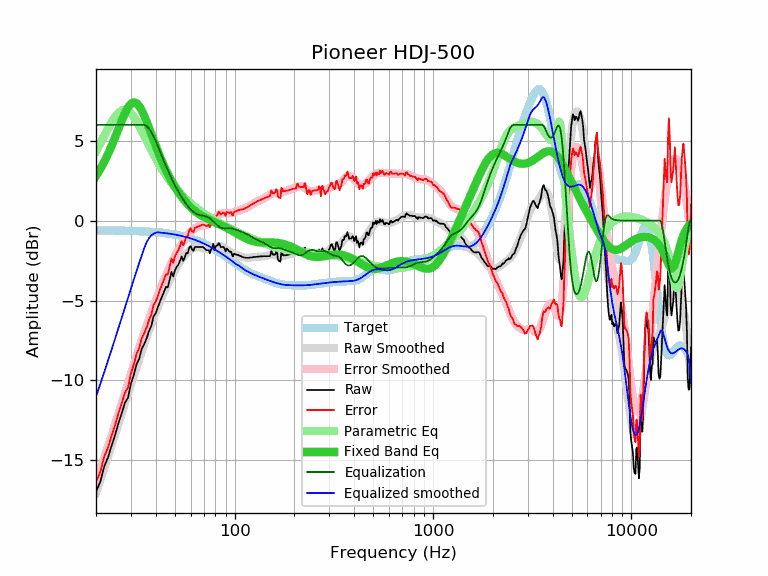 Pioneer HDJ-500
Amplitude (dBr)
5
0
−5
−10
−15
Target
Raw Smoothed
Error Smoothed
Raw
Error
Parametric Eq
Fixed Band Eq
Equalization
Equalized smoothed
100
1000
10000
Frequency (Hz)